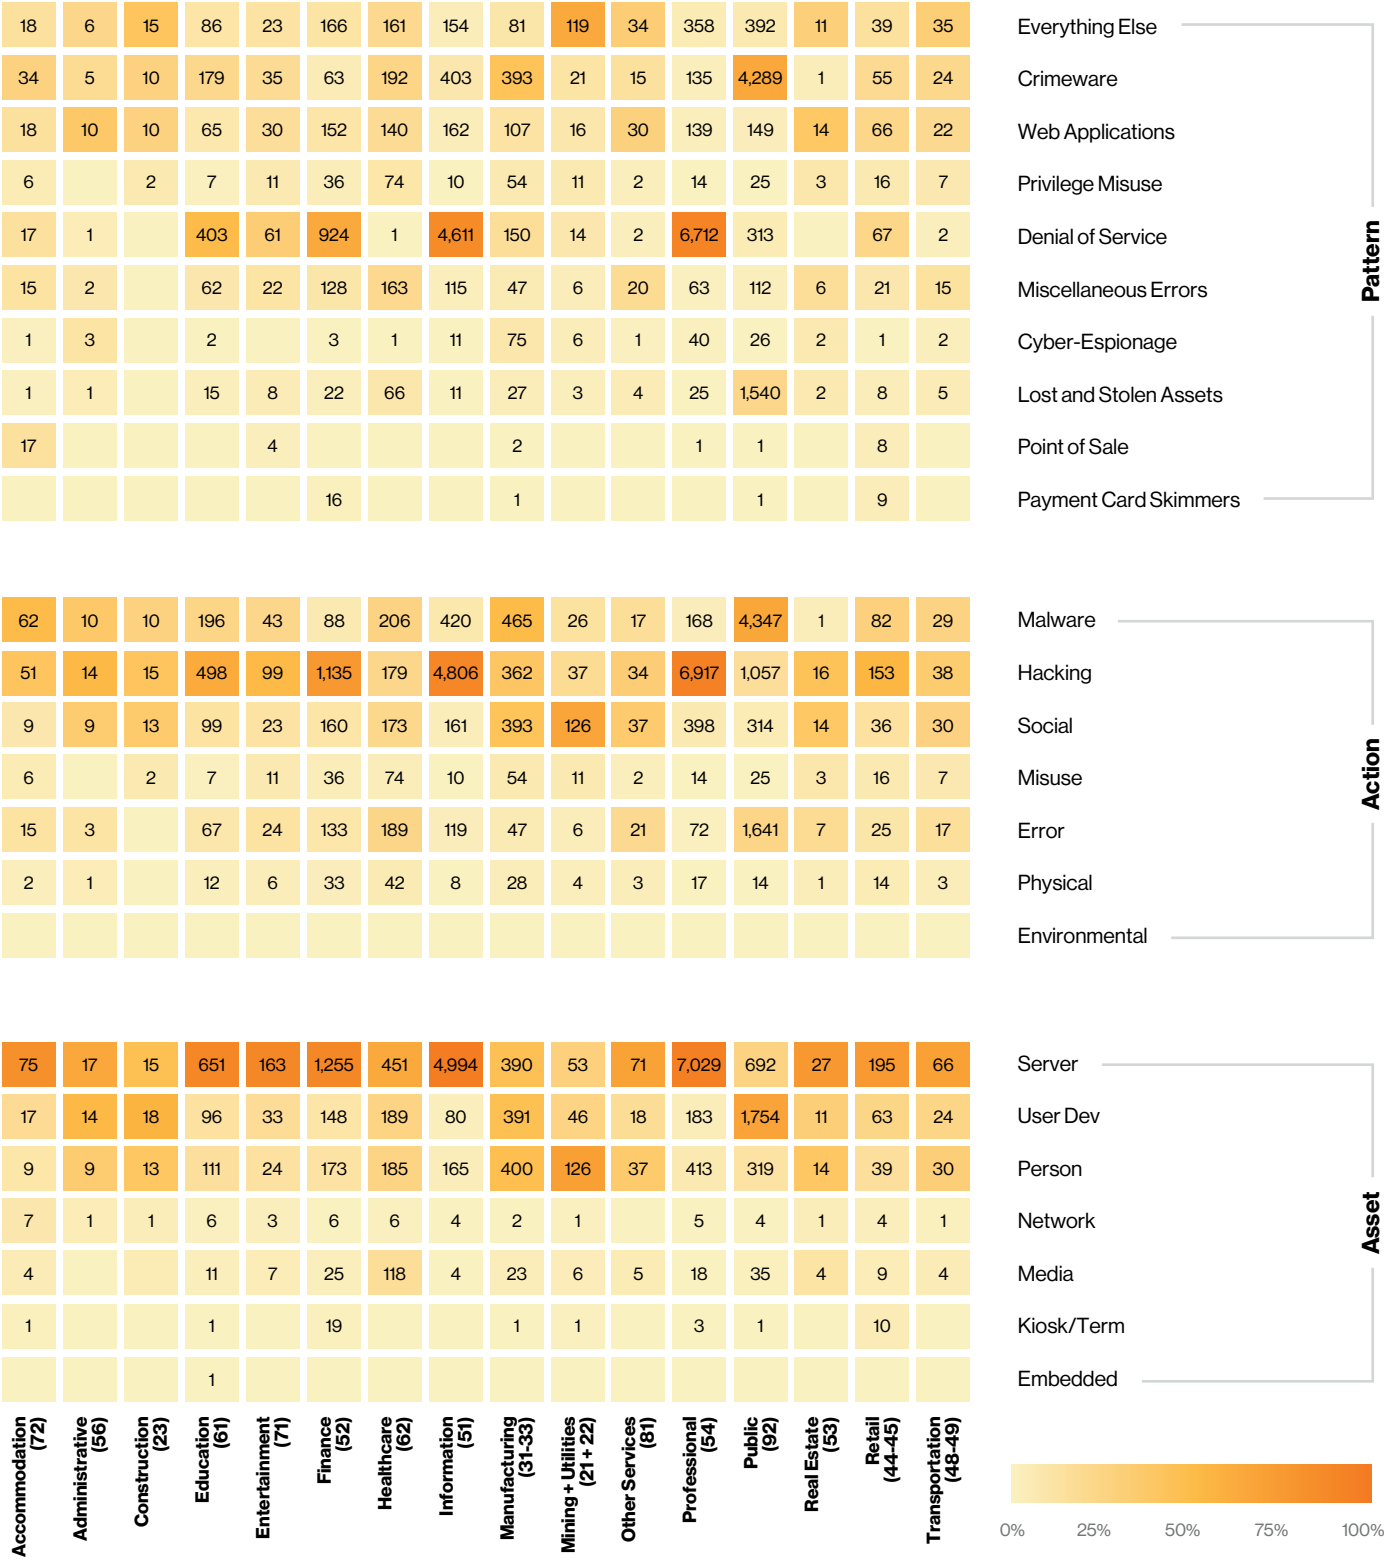 18 6 15 86 23 166 161 154 81 119 34 358 392 11 39 35 Everything Else
34 5 10 179 35 63 192 403 393 21 15 135 4,289 1 55 24 Crimeware
18 10 10 65 30 152 140 162 107 16 30 139 149 14 66 22 Web Applications
6 2 7 11 36 74 10 54 11 2 14 25 3 16 7 Privilege Misuse
17 1 403 61 924 1 4,611 150 14 2 6,712 313 67 2 Denial of Service
15 2 62 22 128 163 115 47 6 20 63 112 6 21 15 Miscellaneous Errors
1 3 2 3 1 11 75 6 1 40 26 2 1 2 Cyber-Espionage
1 1 15 8 22 66 11 27 3 4 25 1,540 2 8 5 Lost and Stolen Assets
17 4 2 1 1 8 Point of Sale
16 1 1 9 Payment Card Skimmers
Pattern
62 10 10 196 43 88 206 420 465 26 17 168 4,347 1 82 29 Malware
51 14 15 498 99 1,135 179 4,806 362 37 34 6,917 1,057 16 153 38 Hacking
9 9 13 99 23 160 173 161 393 126 37 398 314 14 36 30 Social
6 2 7 11 36 74 10 54 11 2 14 25 3 16 7 Misuse
15 3 67 24 133 189 119 47 6 21 72 1,641 7 25 17 Error
2 1 12 6 33 42 8 28 4 3 17 14 1 14 3 Physical
Environmental
Action
75 17 15 651 163 1,255 451 4,994 390 53 71 7,029 692 27 195 66 Server
17 14 18 96 33 148 189 80 391 46 18 183 1,754 11 63 24 User Dev
9 9 13 111 24 173 185 165 400 126 37 413 319 14 39 30 Person
7 1 1 6 3 6 6 4 2 1 5 4 1 4 1 Network
4 11 7 25 118 4 23 6 5 18 35 4 9 4 Media
1 1 19 1 1 3 1 10 Kiosk/Term
1 Embedded
Asset
Accommodation
(72)
Administrative
(56)
Construction
(23)
Education
(61)
Entertainment
(71)
Finance
(52)
Healthcare
(62)
Information
(51)
Manufacturing
(31-33)
Mining + Utilities
(21 + 22)
Other Services
(81)
Professional
(54)
Public
(92)
Real Estate
(53)
Retail
(44-45)
Transportation
(48-49)
0% 25% 50% 75% 100%